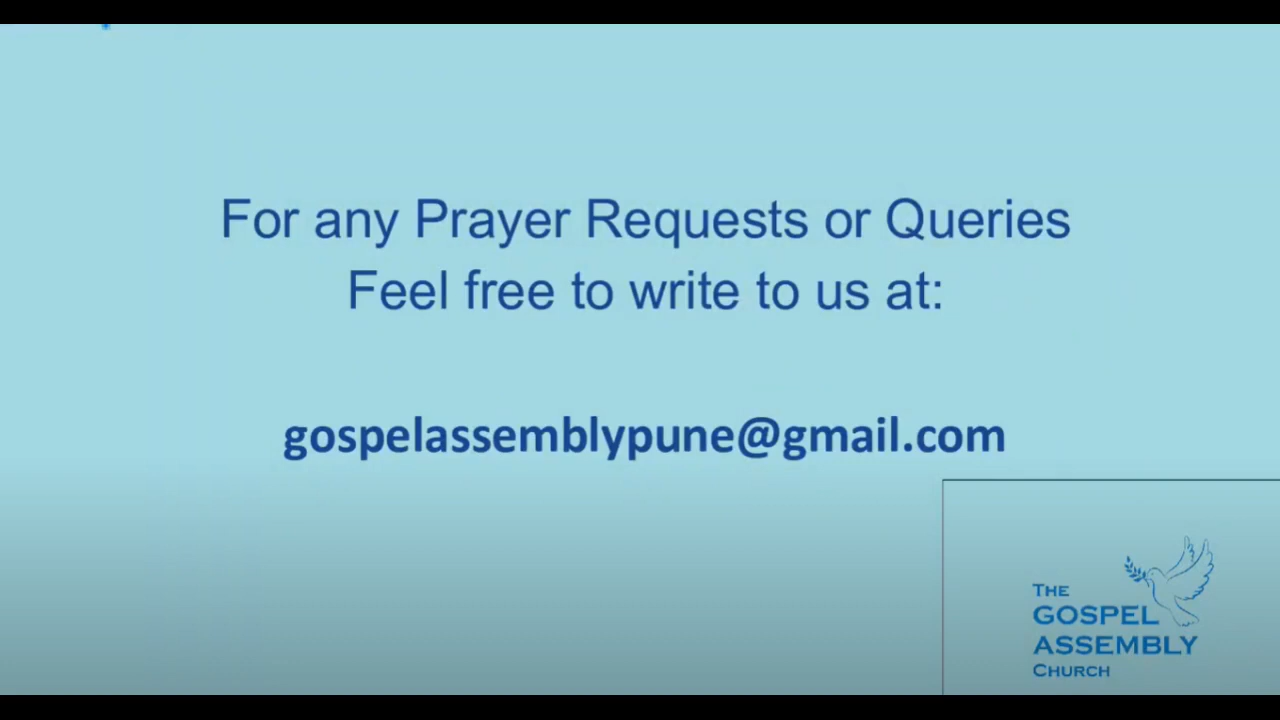 For any Prayer Requests or Queries
Feel free to write to us at:
gospelassemblypune@gmail.com
THE
GOSPEL
ASSEMBLY
CHURCH